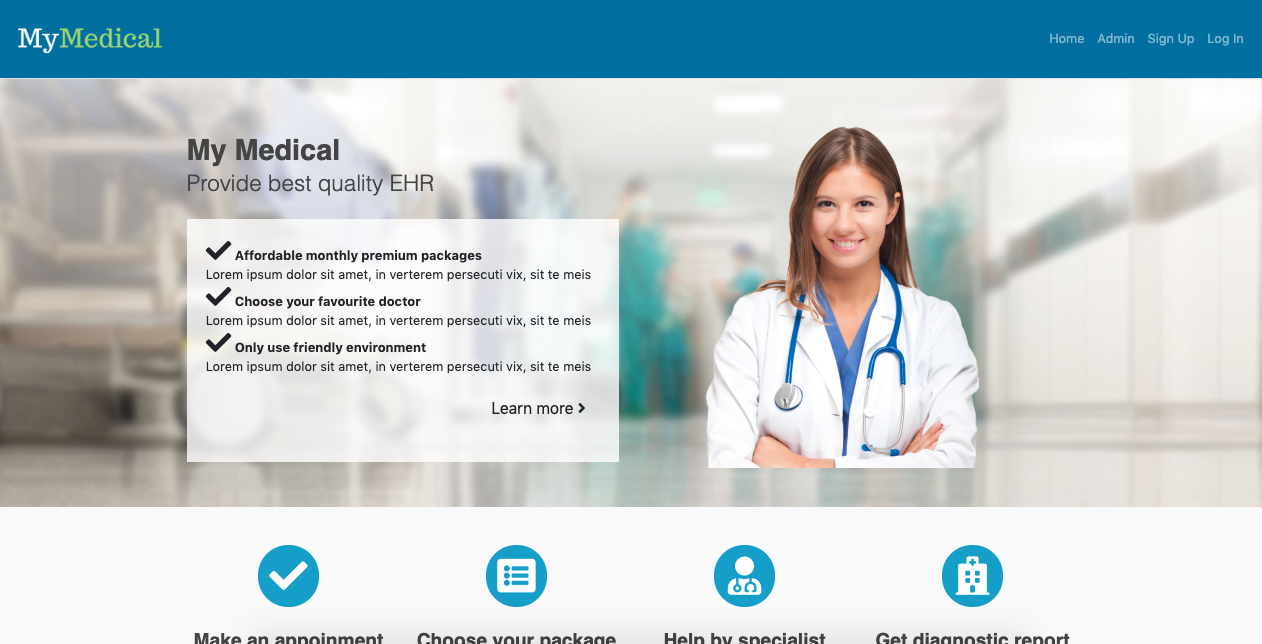 MyMedical
Home Admin Sign Up Log In
My Medical
Provide best quality EHR
Affordable monthly premium packages
Lorem ipsum dolor sit amet, in verterem persecuti vix, sit te meis
Choose your favourite doctor
Lorem ipsum dolor sit amet, in verterem persecuti vix, sit te meis
Only use friendly environment
Lorem ipsum dolor sit amet, in verterem persecuti vix, sit te meis
Learn more
Make an appoinment
Choose your package
Help by specialist
Get diagnostic report